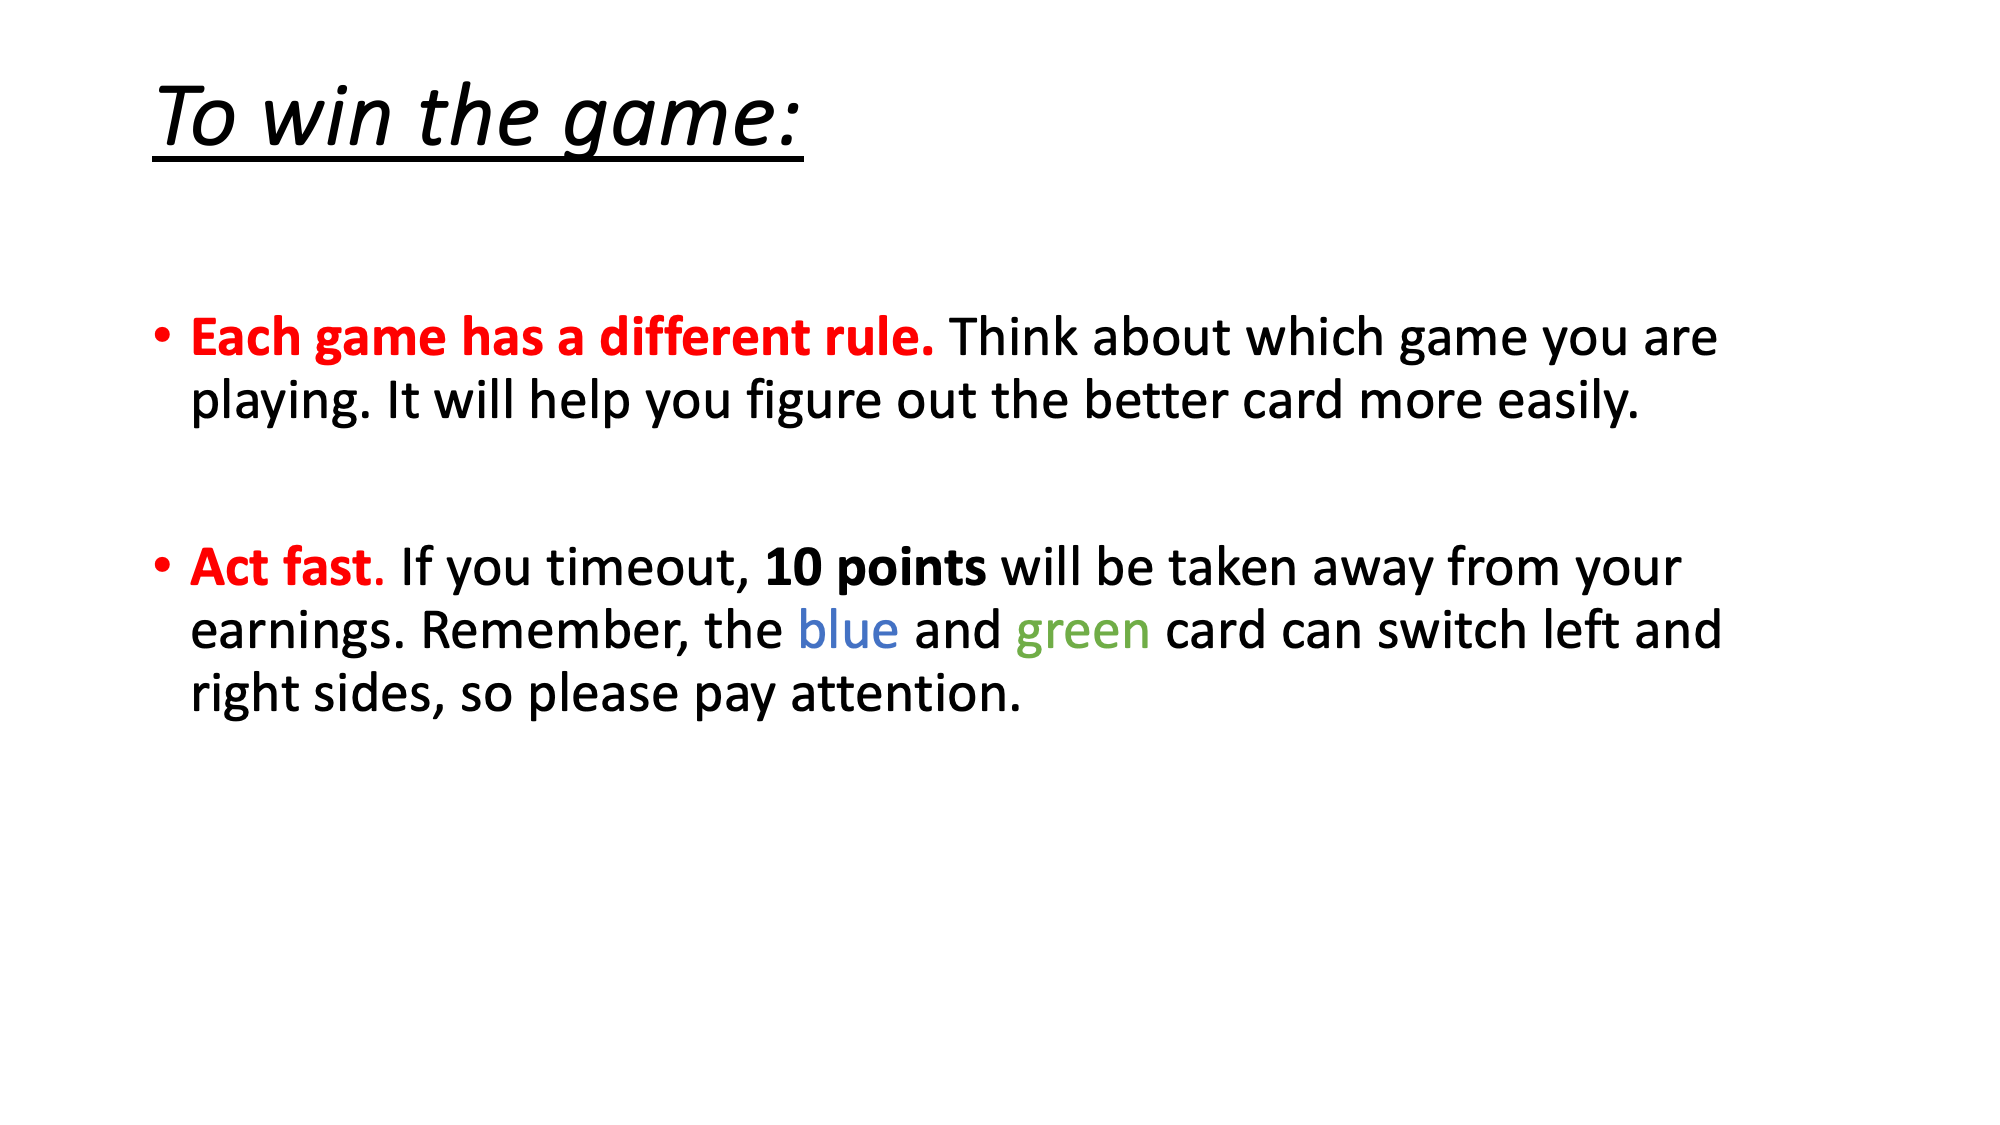 To win the game:
• Each game has a different rule. Think about which game you are
playing. It will help you figure out the better card more easily.
• Act fast. If you timeout, 10 points will be taken away from your
earnings. Remember, the blue and green card can switch left and
right sides, so please pay attention.